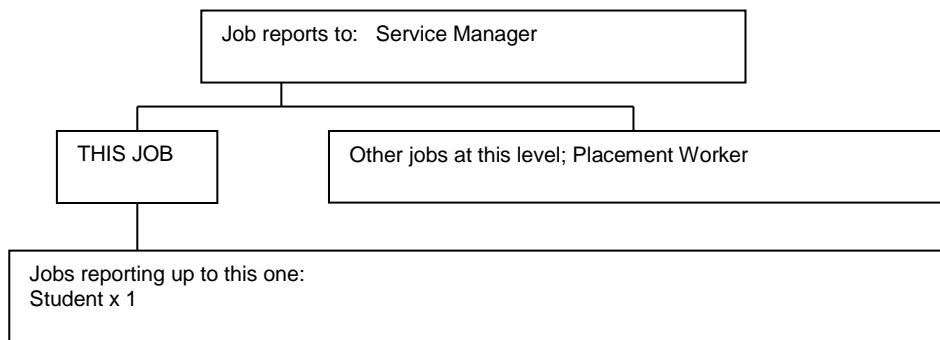 Job reports to: Service Manager
THIS JOB
Other jobs at this level; Placement Worker
Jobs reporting up to this one:
Student x 1